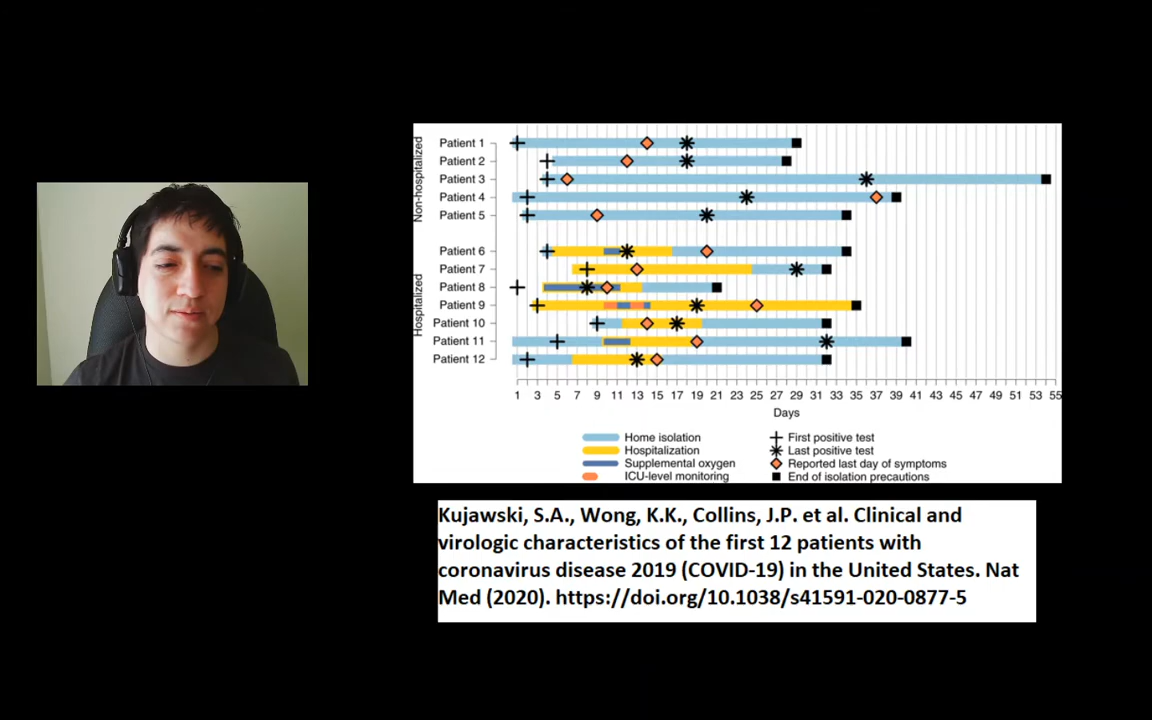 Non-hospitalized
Patient 1
Patient 2
Patient 3
Patient 4
Patient 5
Hospitalized
Patient 6
Patient 7
Patient 8
Patient 9
Patient 10
Patient 11
Patient 12
1 3 5 7 9 11 13 15 17 19 21 23 25 27 29 31 33 35 37 39 41 43 45 47 49 51 53 55
Days
Home isolation
Hospitalization
Supplemental oxygen
ICU-level monitoring
First positive test
Last positive test
Reported last day of symptoms
End of isolation precautions
Kujawski, S.A., Wong, K.K., Collins, J.P. et al. Clinical and
virologic characteristics of the first 12 patients with
coronavirus disease 2019 (COVID-19) in the United States. Nat
Med (2020). https://doi.org/10.1038/s41591-020-0877-5